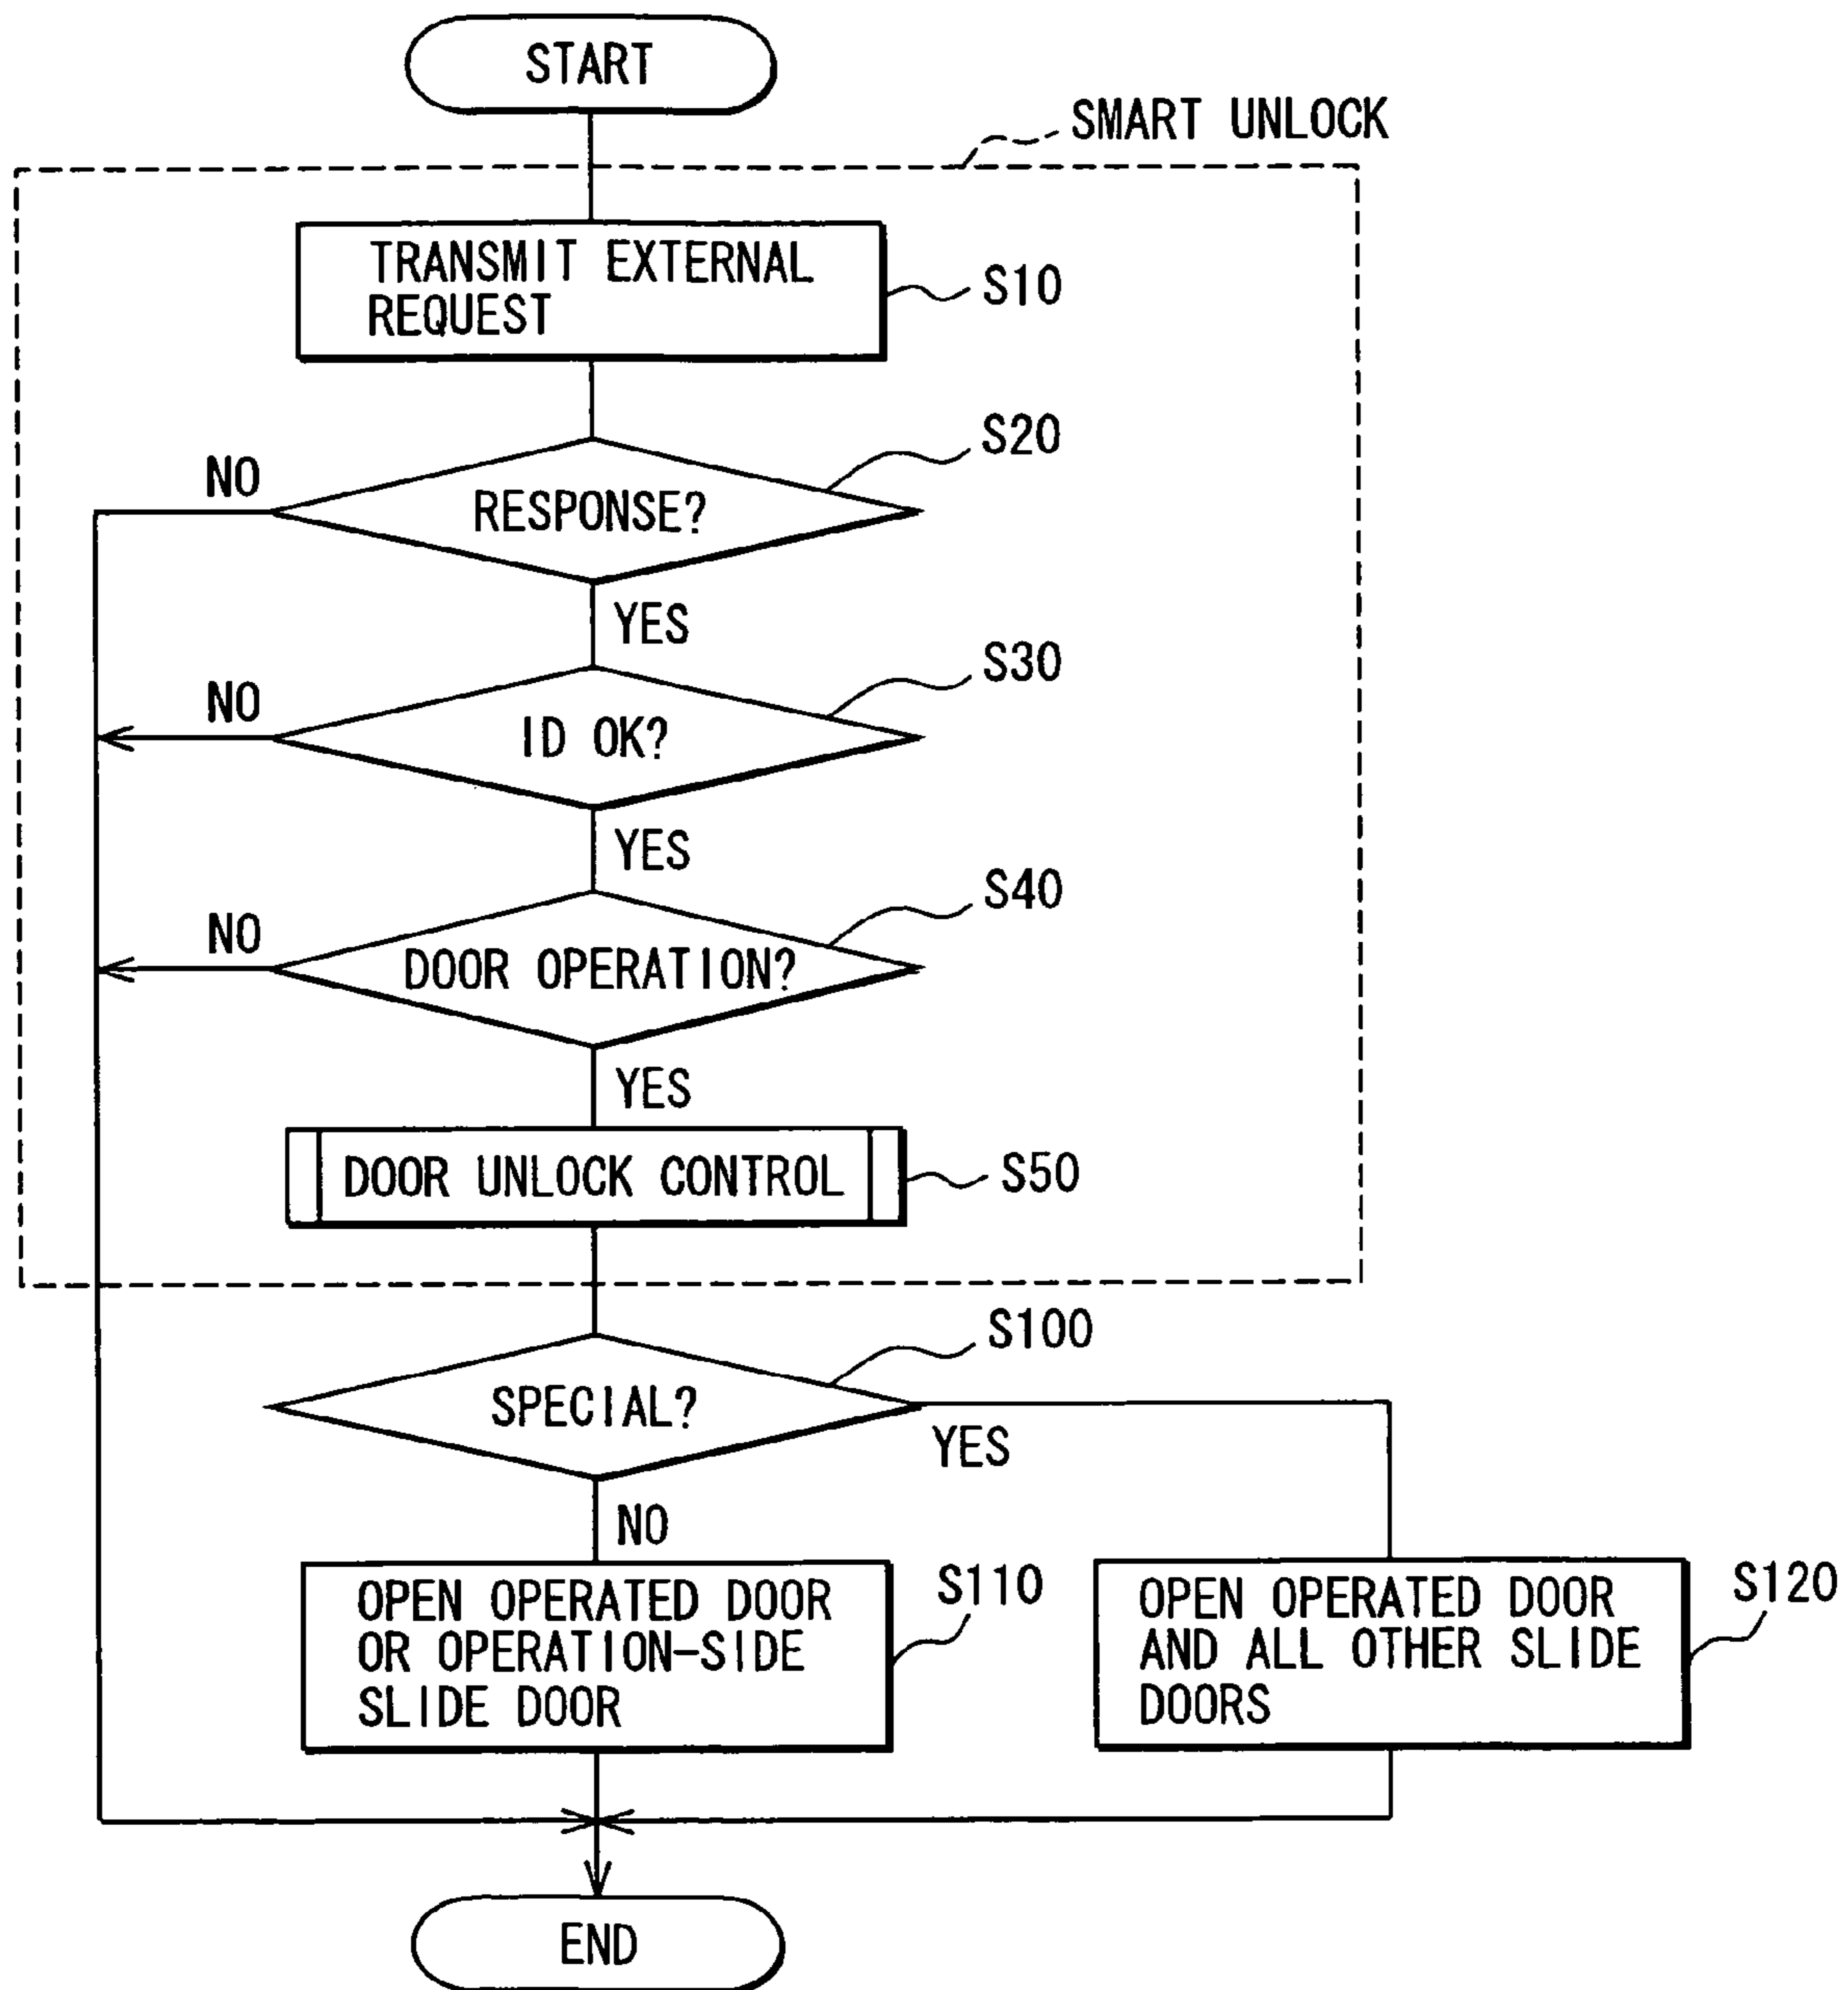 START
SMART UNLOCK
TRANSMIT EXTERNAL
REQUEST
S10
S20
NO
RESPONSE?
YES
S30
NO
ID OK?
YES
S40
NO
DOOR OPERATION?
YES
DOOR UNLOCK CONTROL
S50
S100
SPECIAL?
YES
NO
OPEN OPERATED DOOR
OR OPERATION-SIDE
SLIDE DOOR
S110
OPEN OPERATED DOOR
AND ALL OTHER SLIDE
DOORS
S120
END